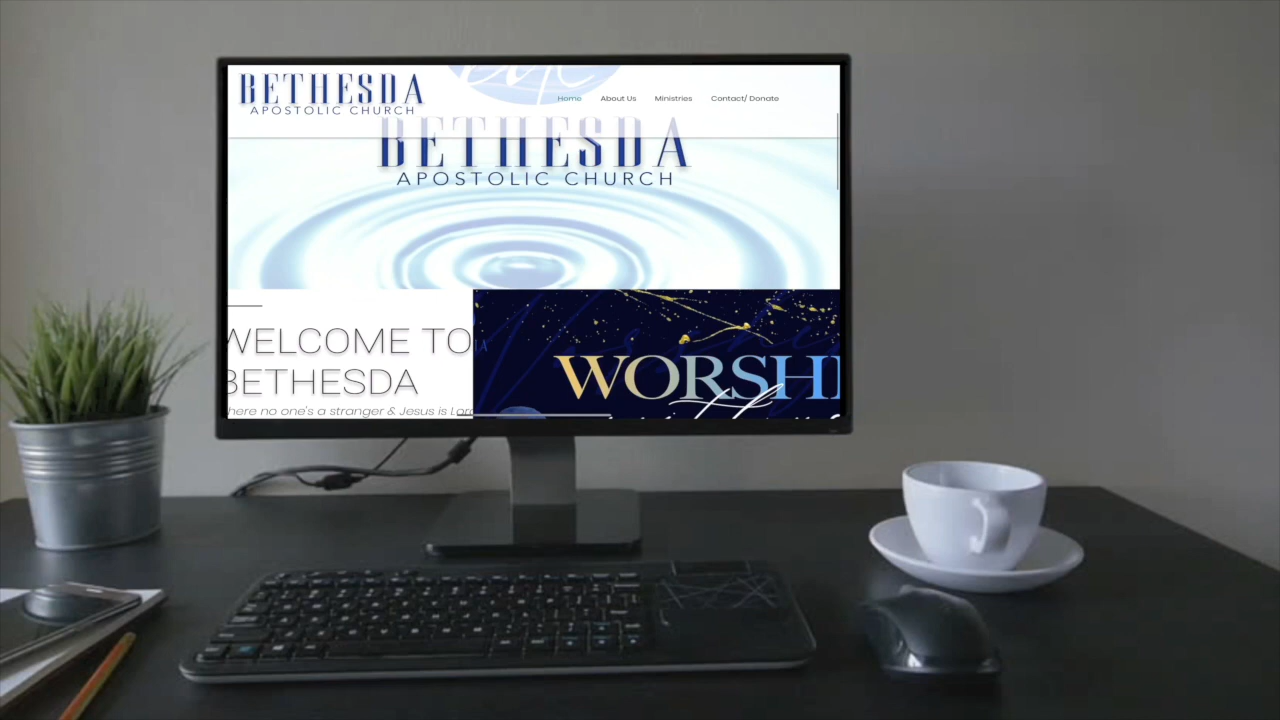 BETHESDA
APOSTOLIC CHURCH
Home About Us Ministries Contact/ Donate
BETHESDA
APOSTOLIC CHURCH
WELCOME TO
BETHESDA
here no one's a stranger & Jesus is Lord
WORSHI